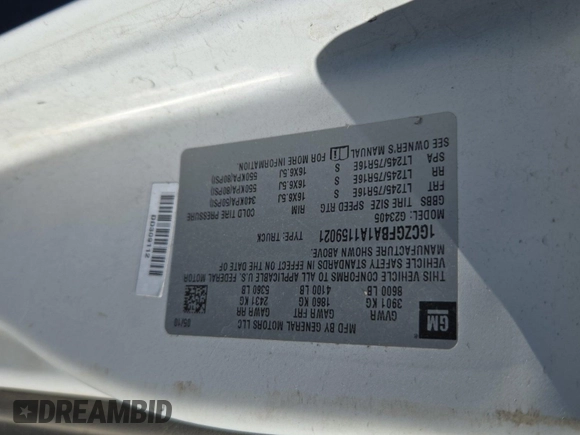 GM
MFD BY GENERAL MOTORS LLC
05/10
GVWR GAWR FRT GAWR RR
3901 KG 1860 KG 2431 KG
8600 LB 4100 LB 5360 LB
THIS VEHICLE CONFORMS TO ALL APPLICABLE U.S. FEDERAL MOTOR
VEHICLE SAFETY STANDARDS IN EFFECT ON THE DATE OF
MANUFACTURE SHOWN ABOVE.
1GCZGFBA1A1159021 TYPE: TRUCK
MODEL: G23405
GBBS TIRE SIZE SPEED RTG RIM COLD TIRE PRESSURE
FRT LT245/75R16E S 16X6.5J 340KPA(50PSI)
RR LT245/75R16E S 16X6.5J 550KPA(80PSI)
SPA LT245/75R16E S 16X6.5J 550KPA(80PSI)
SEE OWNER'S MANUAL FOR MORE INFORMATION.
DREAMBID